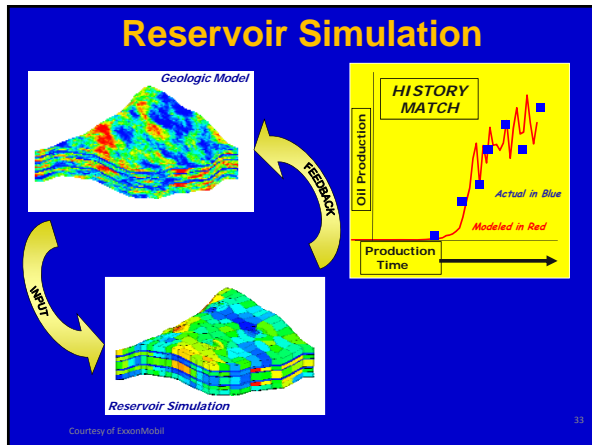 Reservoir Simulation
Geologic Model
HISTORY
MATCH
Oil Production
Actual in Blue
Modeled in Red
Production
Time
FEEDBACK
INPUT
Reservoir Simulation
Courtesy of ExxonMobil
33